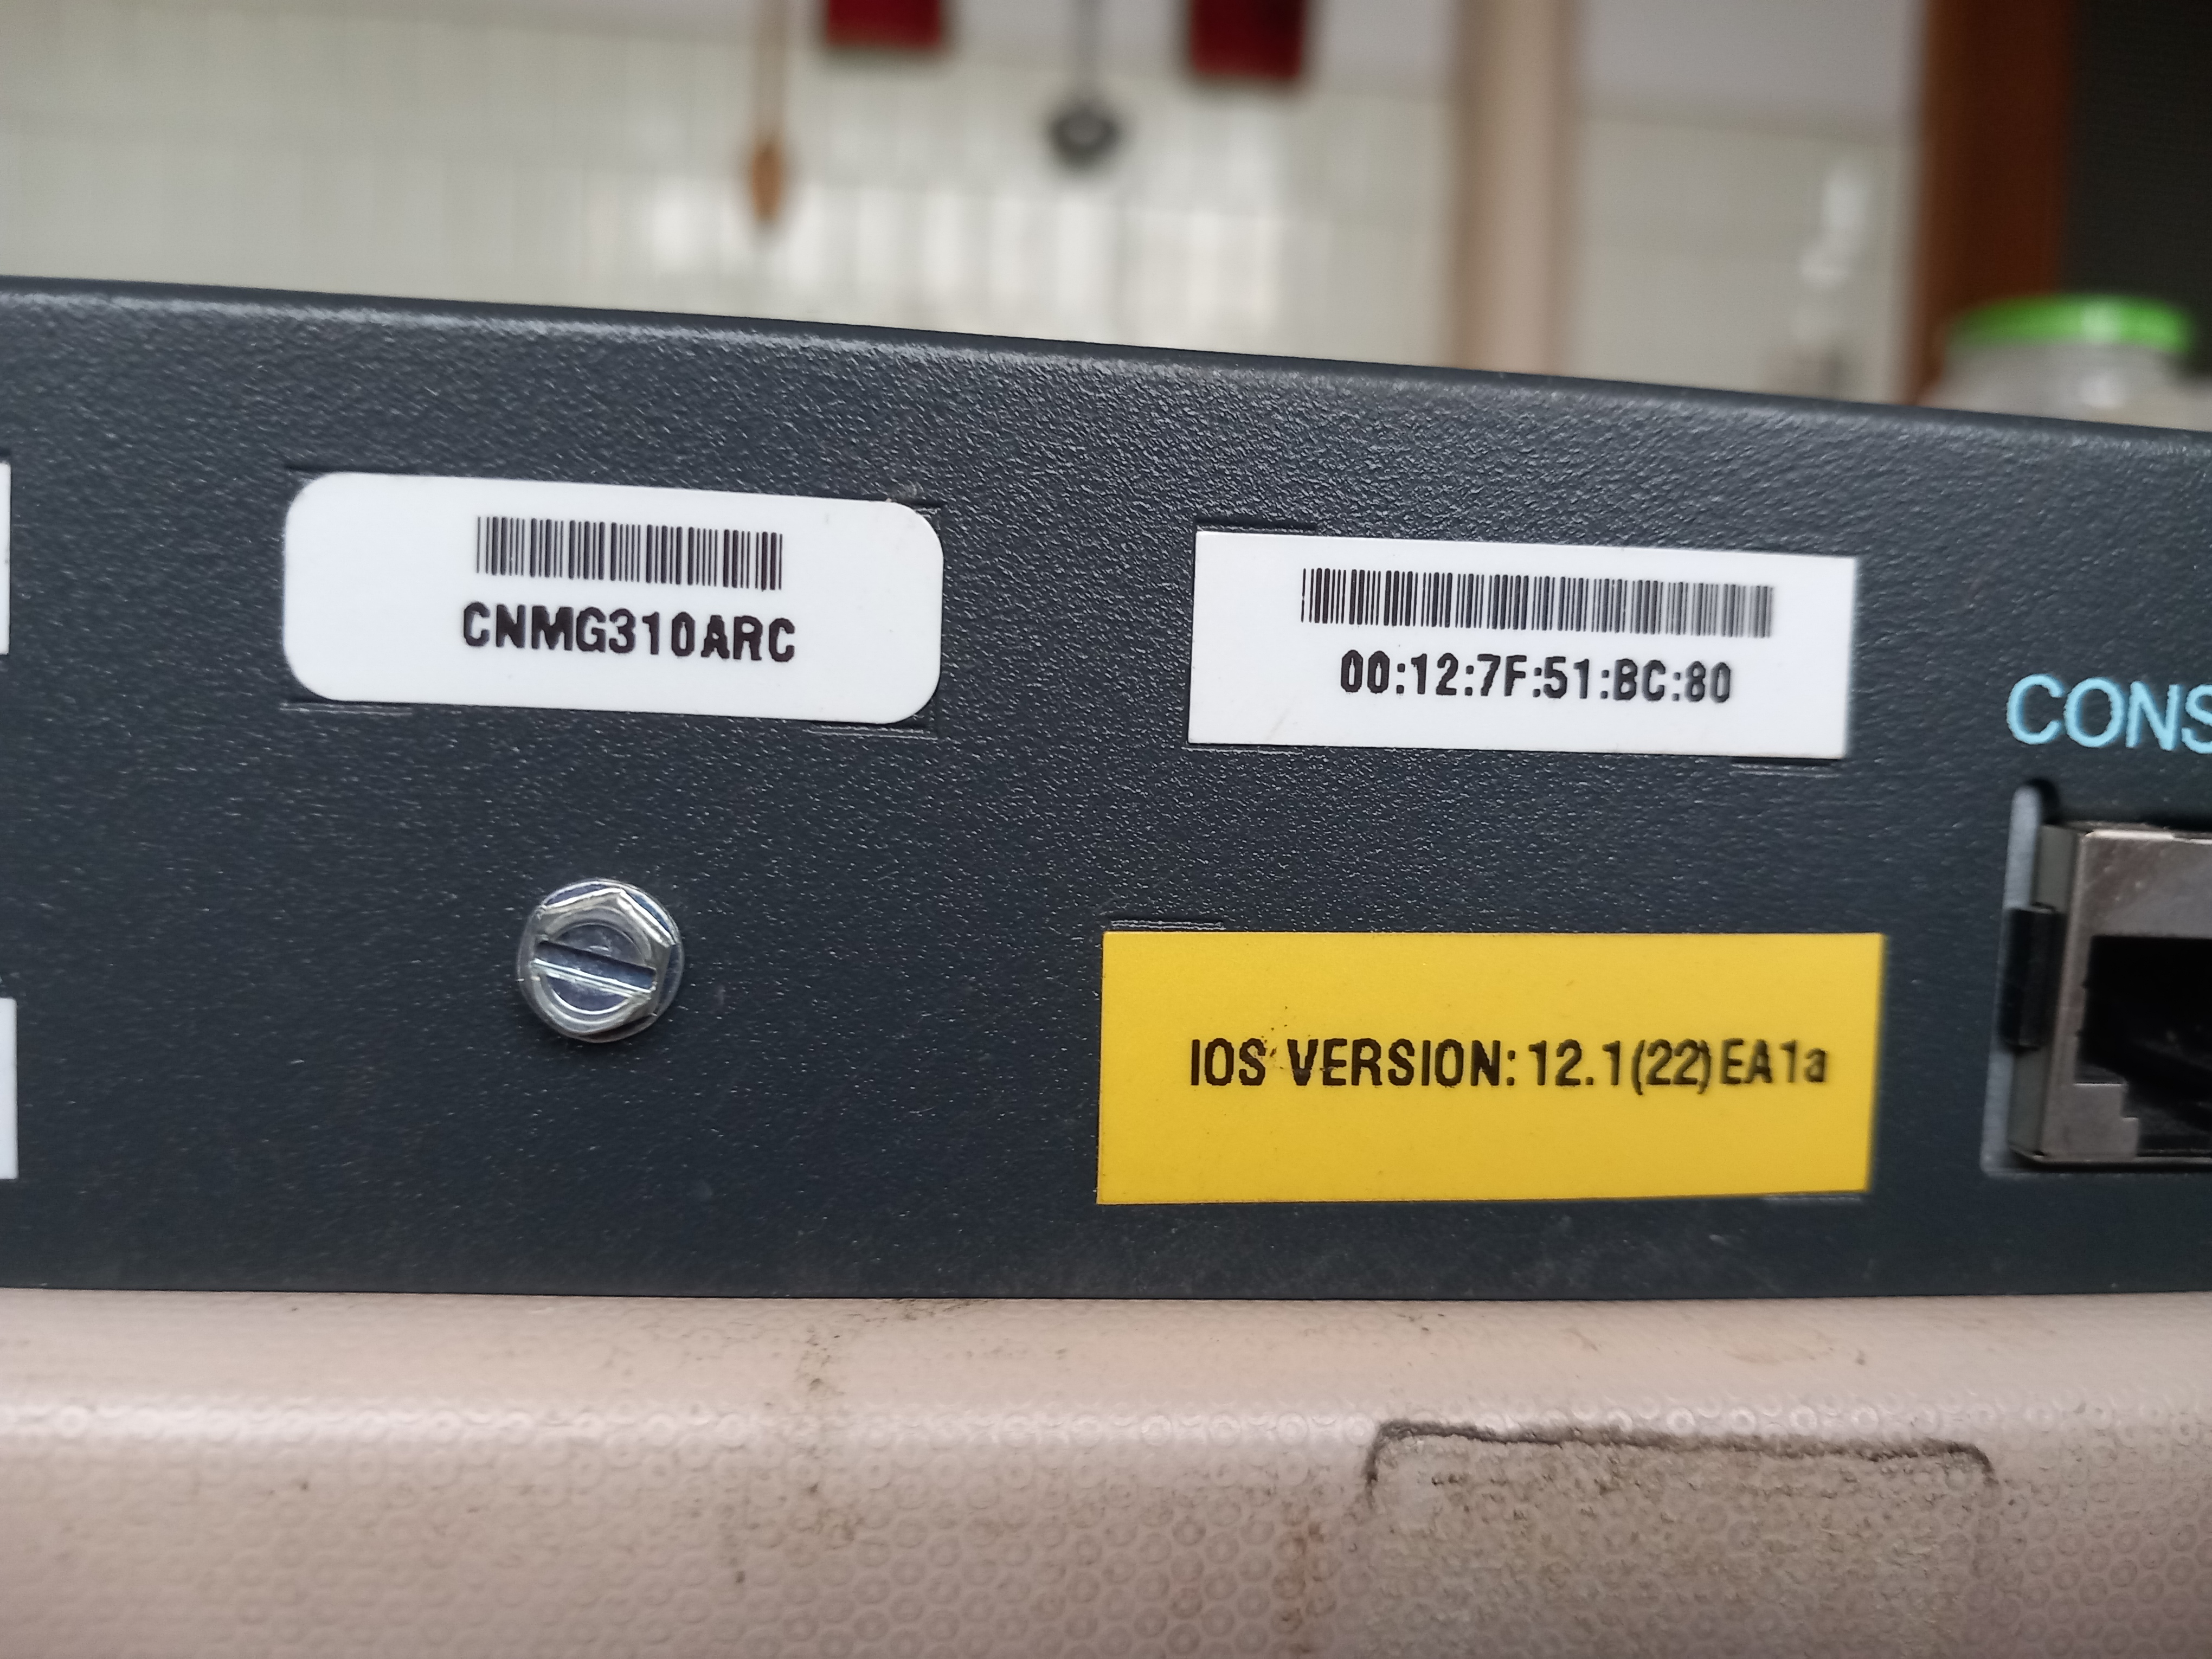 CNMG310ARC
00:12:7F:51:BC:80
CONS
IOS VERSION: 12.1(22)EA1a